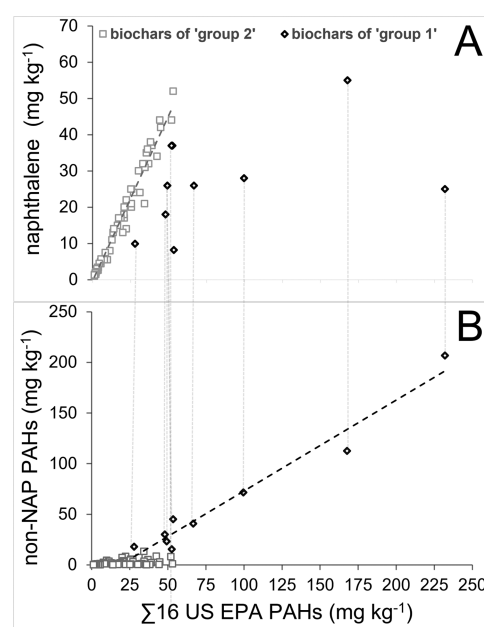 70
biochars of 'group 2' biochars of 'group 1'
A
60
50
40
30
20
10
0
naphthalene (mg kg⁻¹)
250
B
200
150
100
50
0
non-NAP PAHs (mg kg⁻¹)
0 25 50 75 100 125 150 175 200 225 250
∑16 US EPA PAHs (mg kg⁻¹)